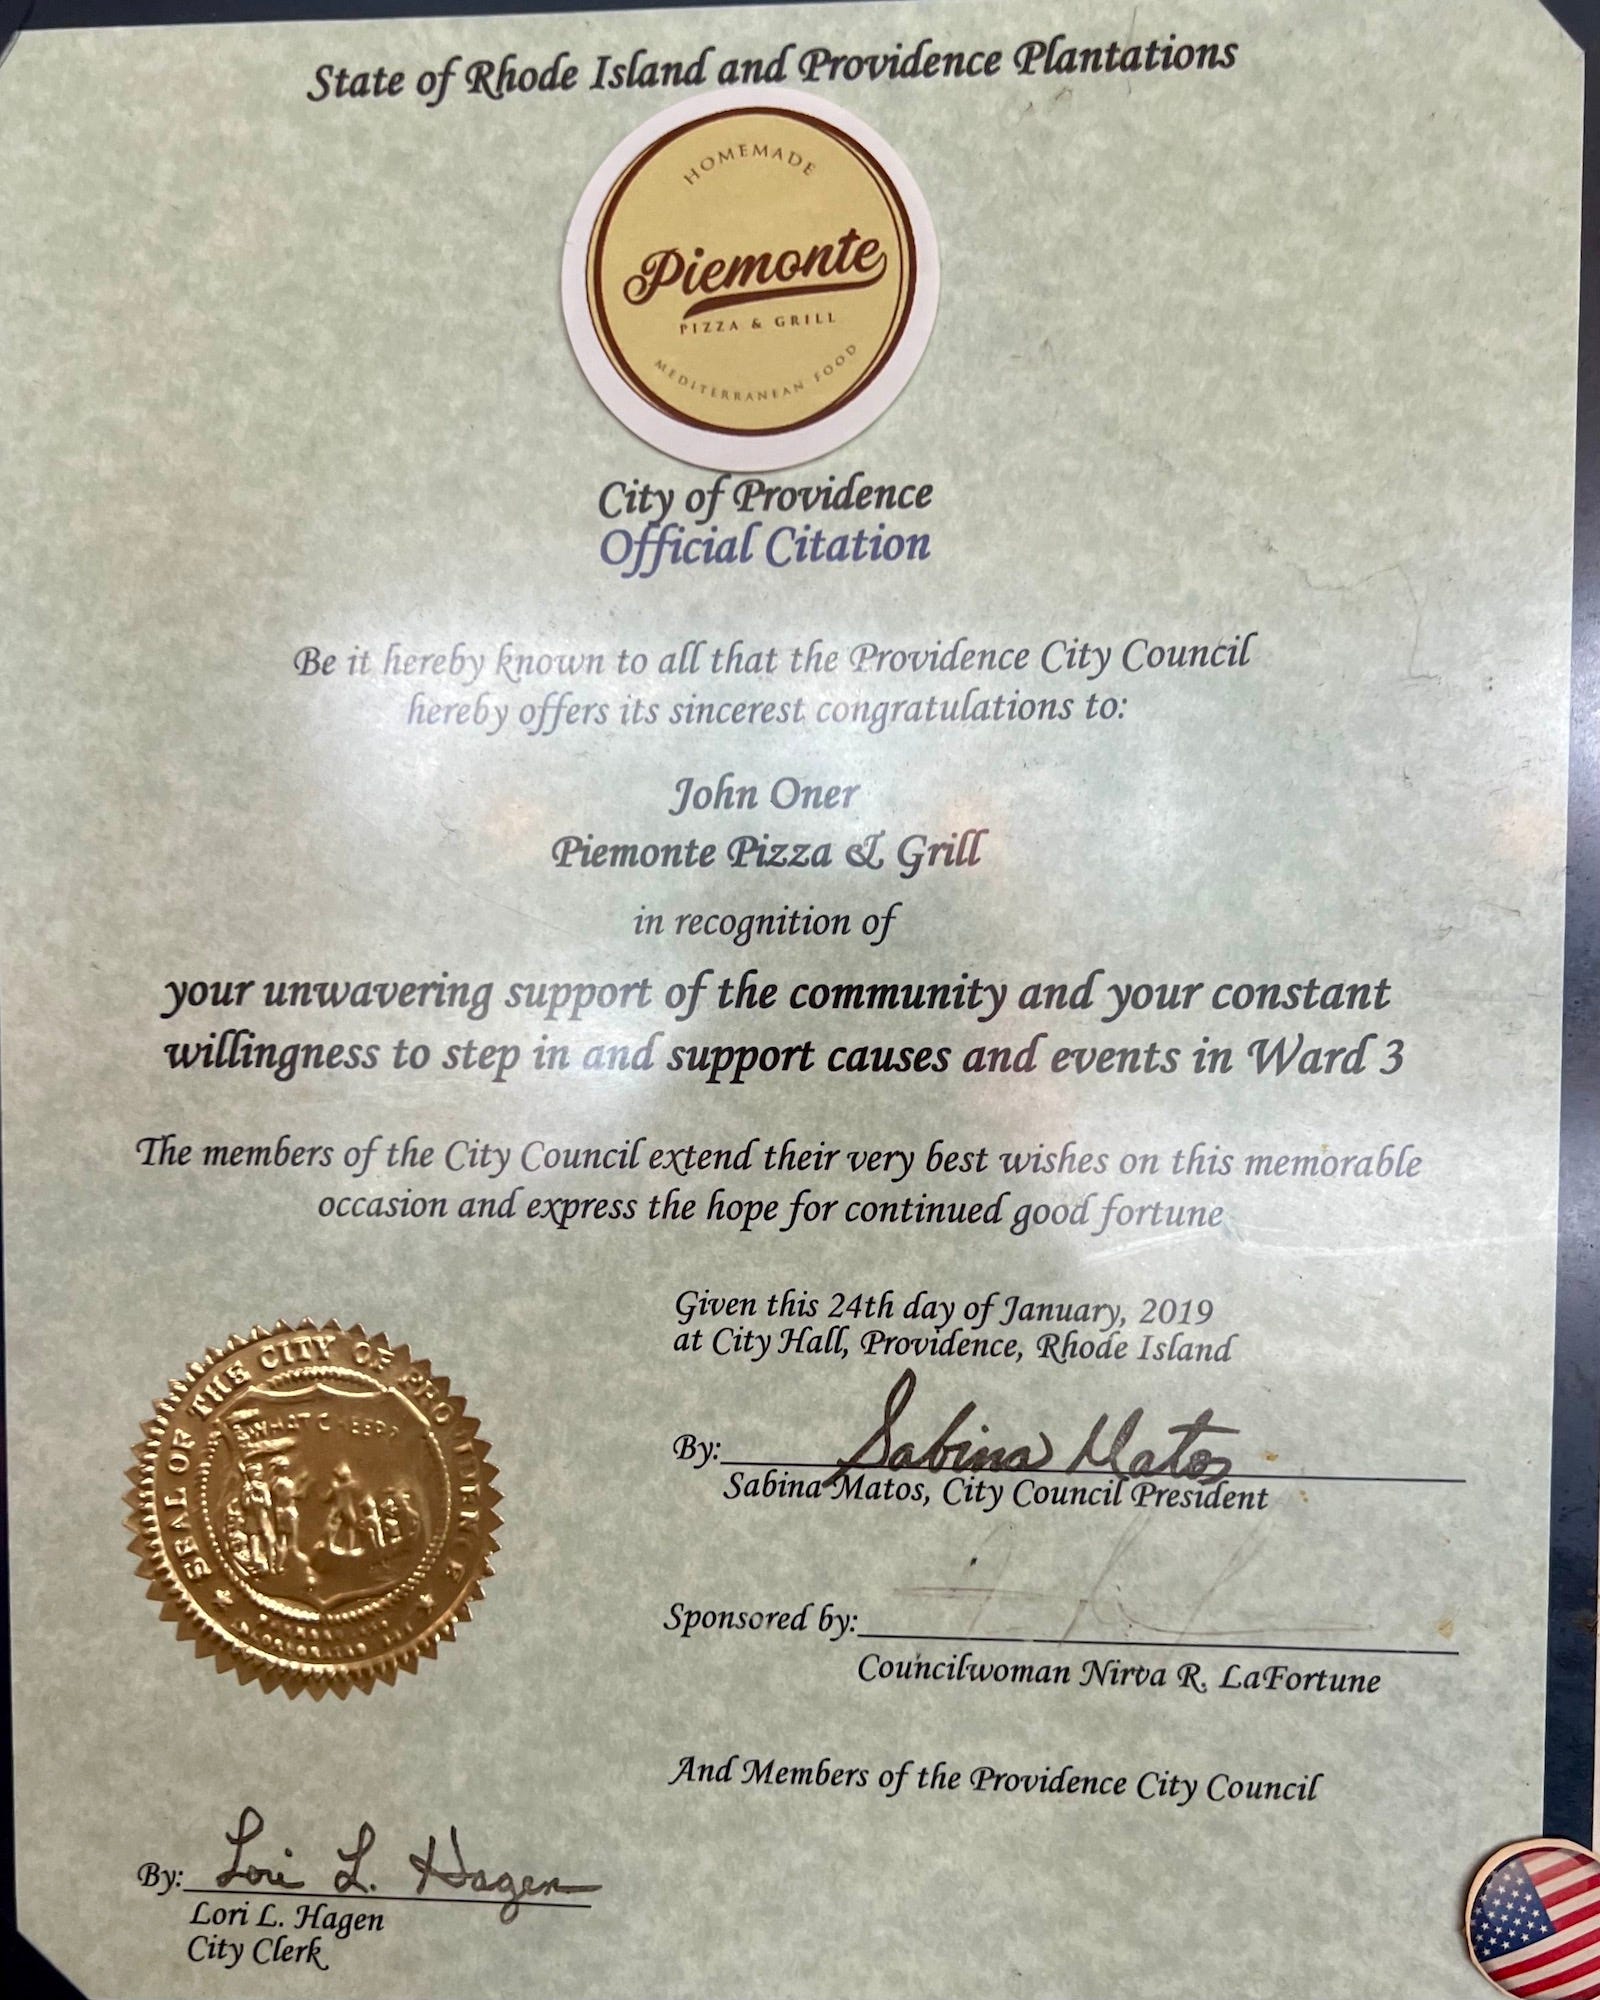 State of Rhode Island and Providence Plantations
HOMEMADE
Piemonte
PIZZA & GRILL
MEDITERRANEAN FOOD
City of Providence
Official Citation
Be it hereby known to all that the Providence City Council
hereby offers its sincerest congratulations to:
John Oner
Piemonte Pizza & Grill
in recognition of
your unwavering support of the community and your constant
willingness to step in and support causes and events in Ward 3
The members of the City Council extend their very best wishes on this memorable
occasion and express the hope for continued good fortune
Given this 24th day of January, 2019
at City Hall, Providence, Rhode Island
SEAL OF THE CITY OF PROVIDENCE
WHAT CHEER?
By: Sabina Matos
Sabina Matos, City Council President
Sponsored by:
Councilwoman Nirva R. LaFortune
And Members of the Providence City Council
By: Lori L. Hagen
Lori L. Hagen
City Clerk